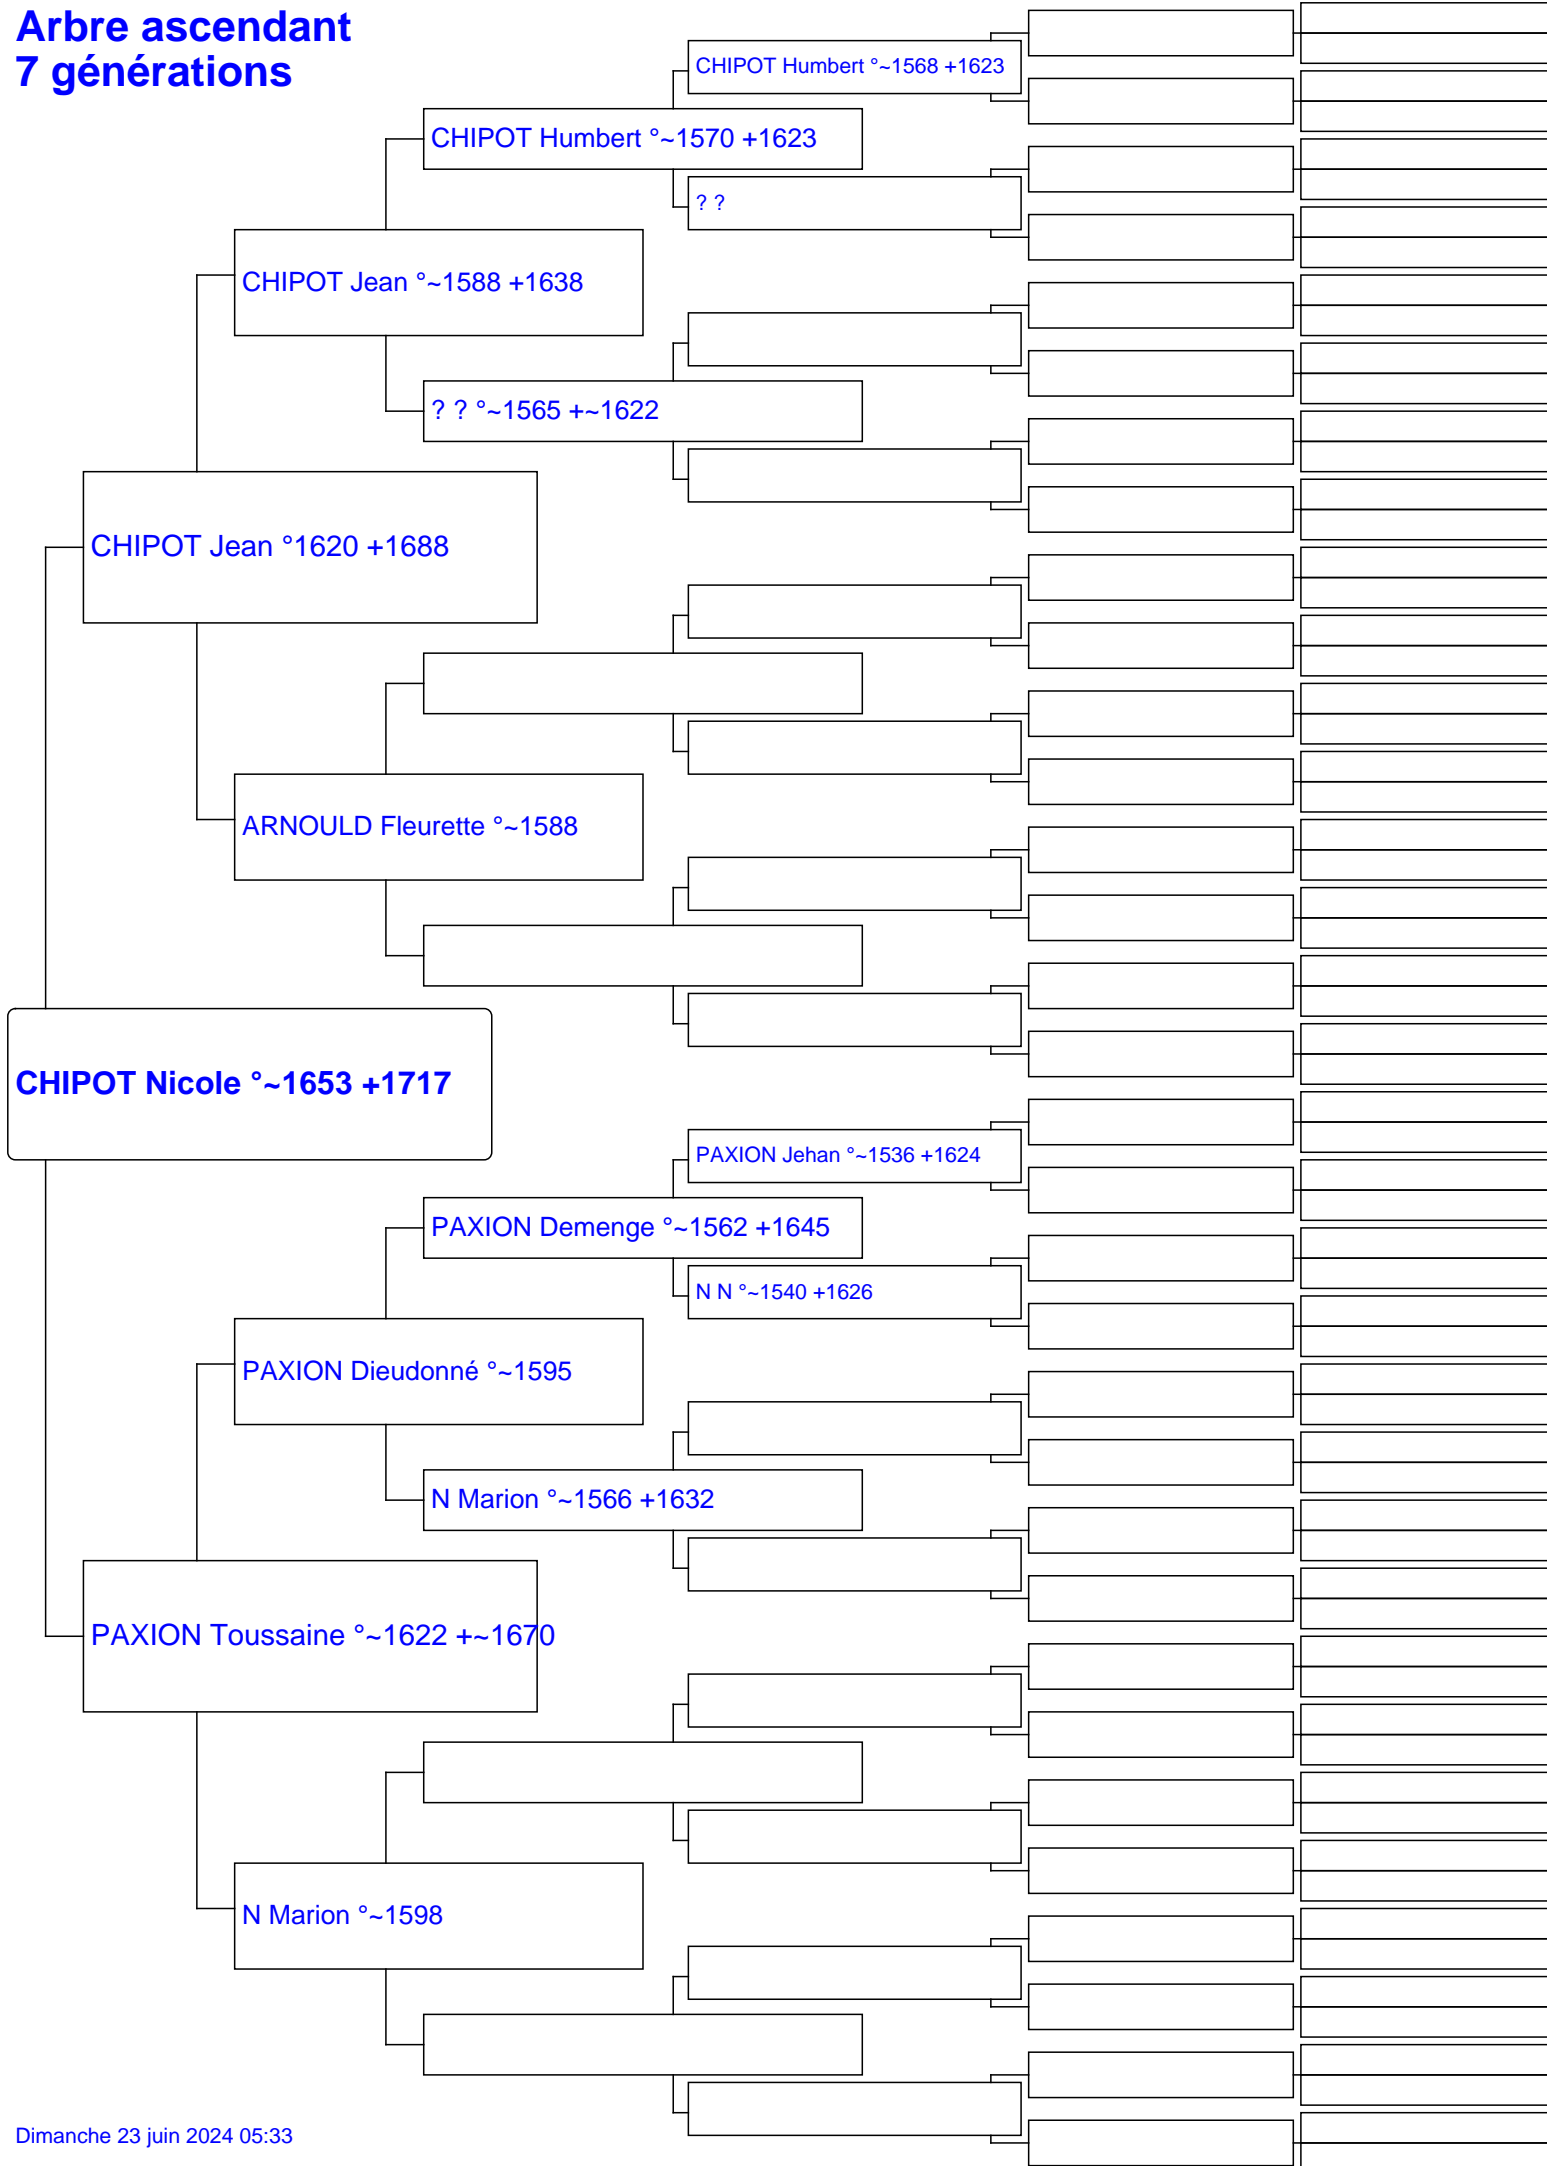 Arbre ascendant
7 générations
CHIPOT Humbert °~1568 +1623
CHIPOT Humbert °~1570 +1623
? ?
CHIPOT Jean °~1588 +1638
? ? °~1565 +~1622
CHIPOT Jean °1620 +1688
ARNOULD Fleurette °~1588
CHIPOT Nicole °~1653 +1717
PAXION Jehan °~1536 +1624
PAXION Demenge °~1562 +1645
N N °~1540 +1626
PAXION Dieudonné °~1595
N Marion °~1566 +1632
PAXION Toussaine °~1622 +~1670
N Marion °~1598
Dimanche 23 juin 2024 05:33